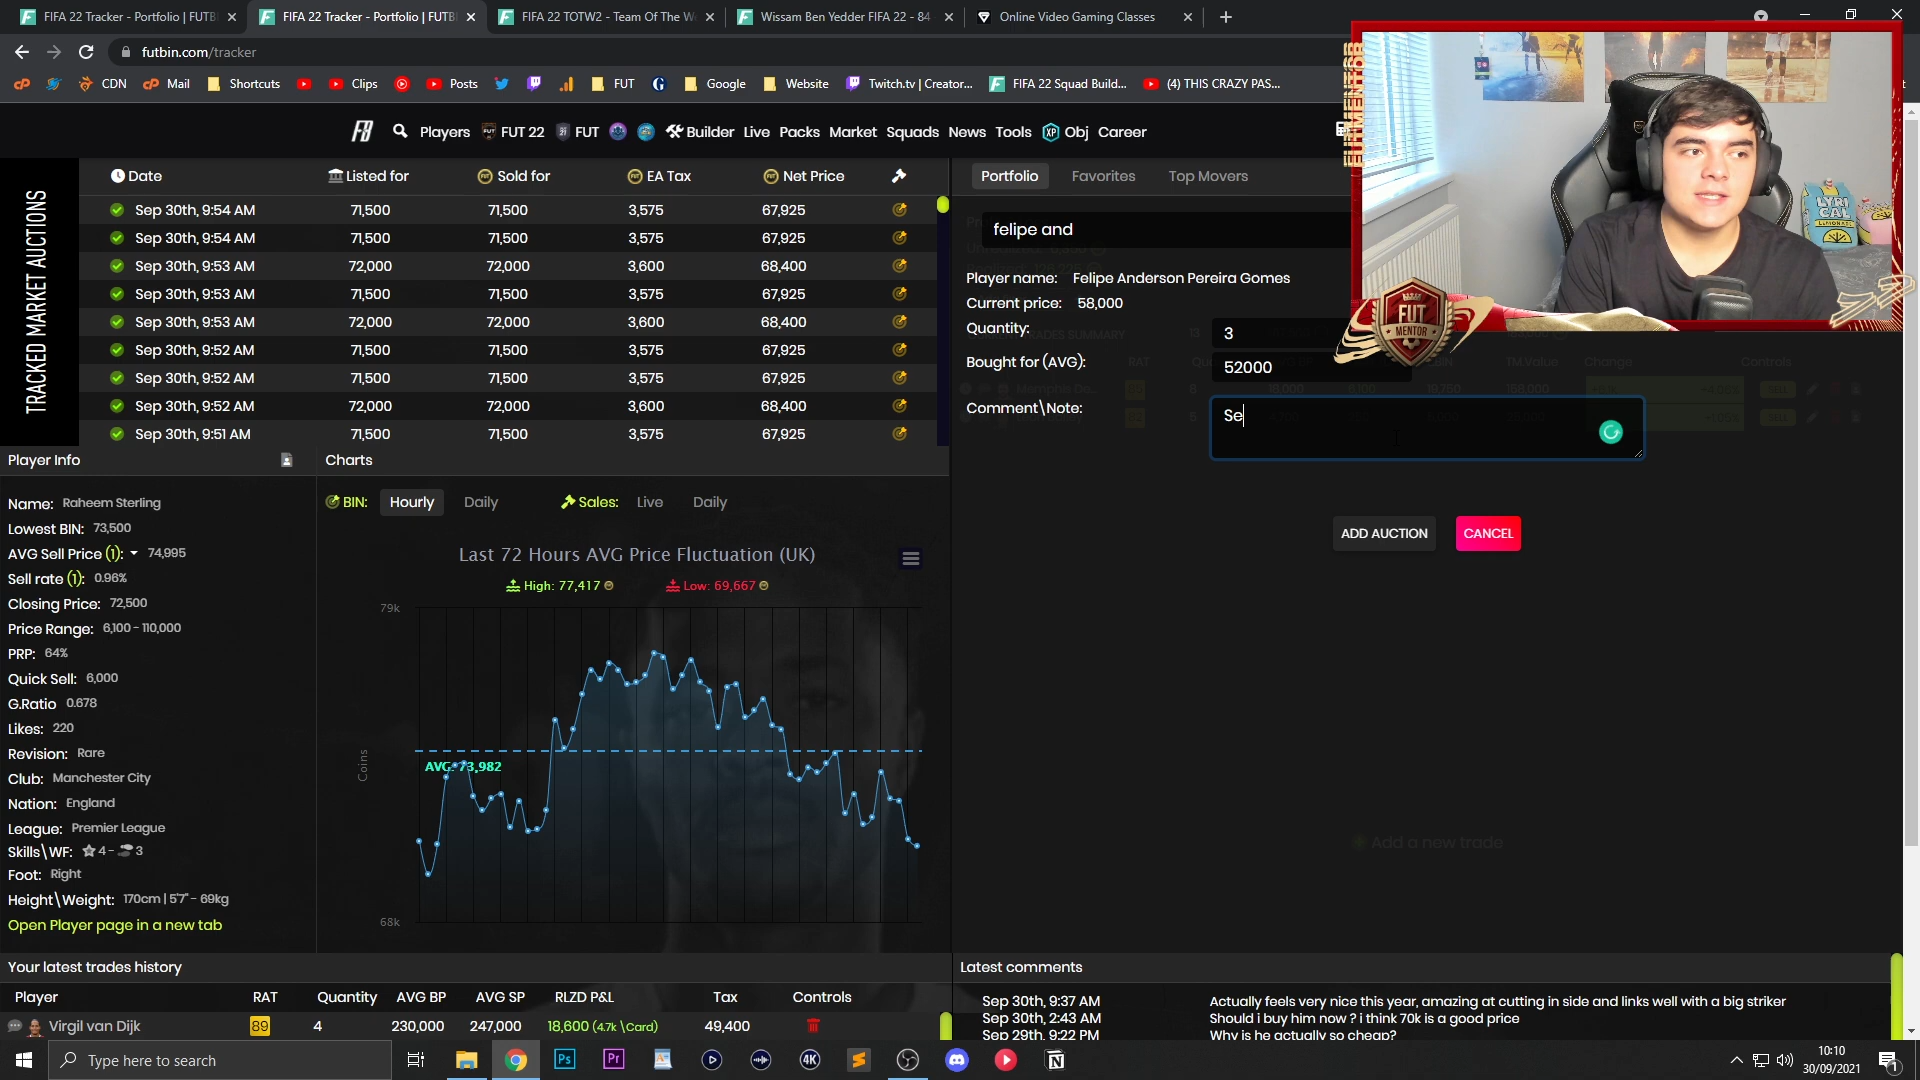 FIFA 22 Tracker - Portfolio | FUTB
FIFA 22 Tracker - Portfolio | FUTB
FIFA 22 TOTW2 - Team Of The W
Wissam Ben Yedder FIFA 22 - 84
Online Video Gaming Classes
futbin.com/tracker
CDN
Mail
Shortcuts
Clips
Posts
FUT
Google
Website
Twitch.tv | Creator...
FIFA 22 Squad Build...
(4) THIS CRAZY PAS...
Players
FUT 22
FUT
Builder
Live
Packs
Market
Squads
News
Tools
XP Obj
Career
TRACKED MARKET AUCTIONS
Date Listed for Sold for EA Tax Net Price
Sep 30th, 9:54 AM 71,500 71,500 3,575 67,925
Sep 30th, 9:54 AM 71,500 71,500 3,575 67,925
Sep 30th, 9:53 AM 72,000 72,000 3,600 68,400
Sep 30th, 9:53 AM 71,500 71,500 3,575 67,925
Sep 30th, 9:53 AM 72,000 72,000 3,600 68,400
Sep 30th, 9:52 AM 71,500 71,500 3,575 67,925
Sep 30th, 9:52 AM 71,500 71,500 3,575 67,925
Sep 30th, 9:52 AM 72,000 72,000 3,600 68,400
Sep 30th, 9:51 AM 71,500 71,500 3,575 67,925
Portfolio Favorites Top Movers
felipe and
Player name: Felipe Anderson Pereira Gomes
Current price: 58,000
Quantity: 3
Bought for (AVG): 52000
Comment\Note: Se
ADD AUCTION
CANCEL
Add a new trade
FUTMENTOR
FUT
MENTOR
LYRI
CAL
LEMONADE
Player Info
Name: Raheem Sterling
Lowest BIN: 73,500
AVG Sell Price (1): 74,995
Sell rate (1): 0.96%
Closing Price: 72,500
Price Range: 6,100 - 110,000
PRP: 64%
Quick Sell: 6,000
G.Ratio 0.678
Likes: 220
Revision: Rare
Club: Manchester City
Nation: England
League: Premier League
Skills\WF: 4 - 3
Foot: Right
Height\Weight: 170cm | 5'7" - 69kg
Open Player page in a new tab
Charts
BIN: Hourly Daily Sales: Live Daily
Last 72 Hours AVG Price Fluctuation (UK)
High: 77,417 Low: 69,667
79k
Coins
AVG: 73,982
68k
Your latest trades history
Player RAT Quantity AVG BP AVG SP RLZD P&L Tax Controls
Virgil van Dijk 89 4 230,000 247,000 18,600 (4.7k \Card) 49,400
Latest comments
Sep 30th, 9:37 AM Actually feels very nice this year, amazing at cutting in side and links well with a big striker
Sep 30th, 2:43 AM Should i buy him now ? i think 70k is a good price
Sep 29th, 9:22 PM Why is he actually so cheap?
Type here to search
Ps
Pr
4K
10:10
30/09/2021
1